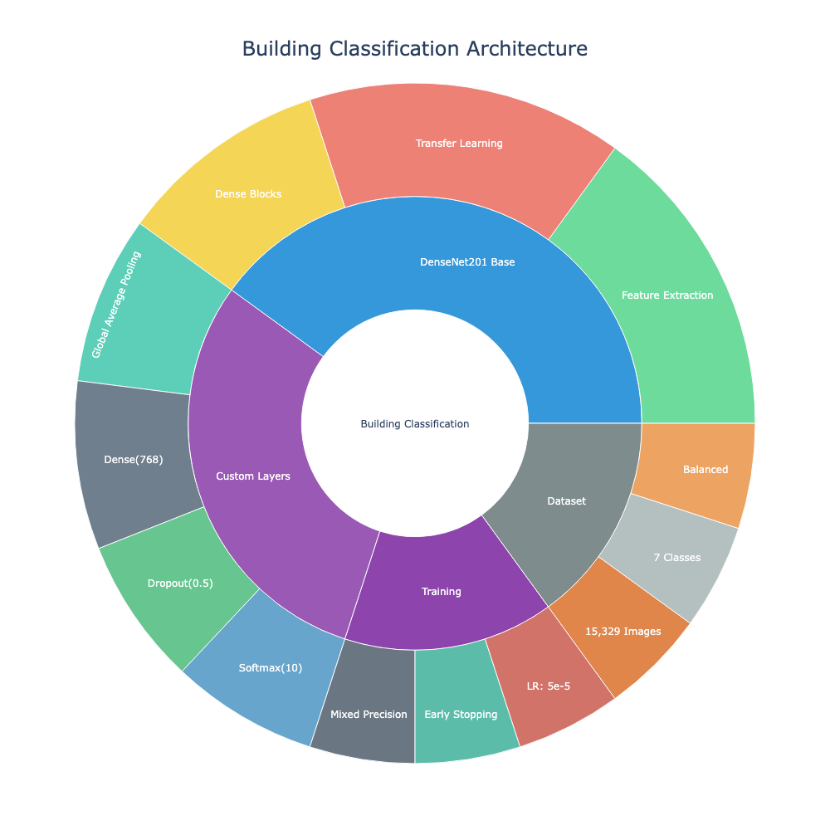 Building Classification Architecture
Transfer Learning
Dense Blocks
DenseNet201 Base
Feature Extraction
Global Average Pooling
Building Classification
Dense(768)
Custom Layers
Balanced
Dataset
7 Classes
Dropout(0.5)
Training
15,329 Images
Softmax(10)
LR: 5e-5
Mixed Precision
Early Stopping